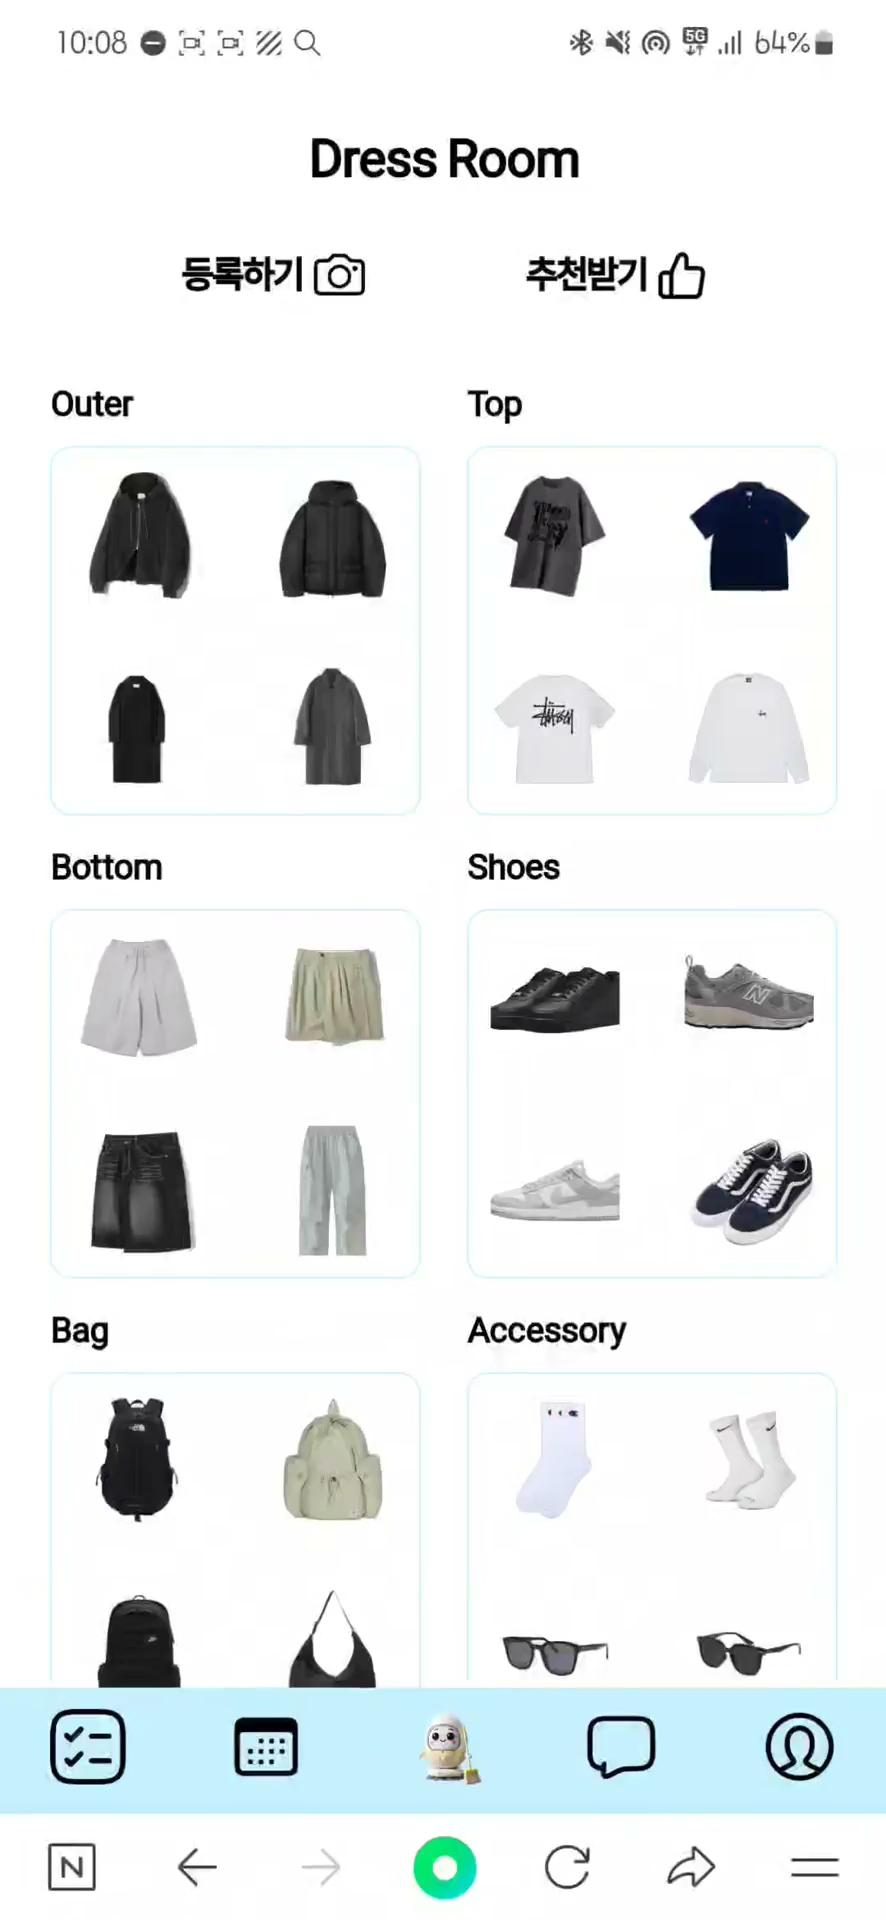 10:08 5G 64%
Dress Room
등록하기 추천받기
Outer Top
Bottom Shoes
N
Bag Accessory
N